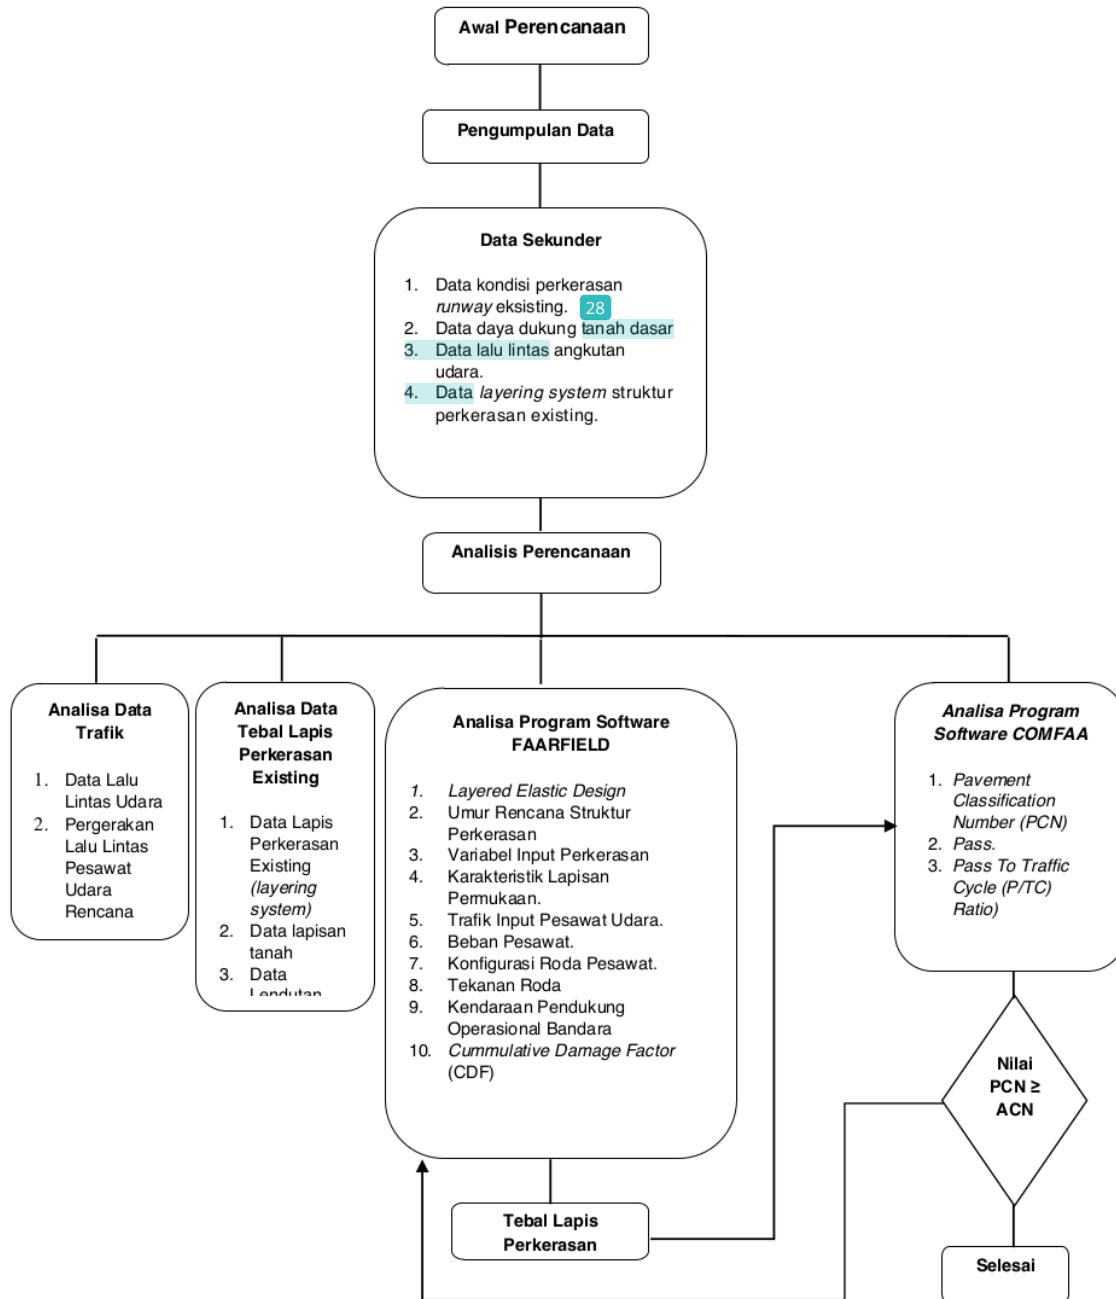 Awal Perencanaan
Pengumpulan Data
Data Sekunder
1. Data kondisi perkerasan
runway eksisting. 28
2. Data daya dukung tanah dasar
3. Data lalu lintas angkutan
udara.
4. Data layering system struktur
perkerasan existing.
Analisis Perencanaan
Analisa Data
Trafik
1. Data Lalu
Lintas Udara
2. Pergerakan
Lalu Lintas
Pesawat
Udara
Rencana
Analisa Data
Tebal Lapis
Perkerasan
Existing
1. Data Lapis
Perkerasan
Existing
(layering
system)
2. Data lapisan
tanah
3. Data
Lendutan
Analisa Program Software
FAARFIELD
1. Layered Elastic Design
2. Umur Rencana Struktur
Perkerasan
3. Variabel Input Perkerasan
4. Karakteristik Lapisan
Permukaan.
5. Trafik Input Pesawat Udara.
6. Beban Pesawat.
7. Konfigurasi Roda Pesawat.
8. Tekanan Roda
9. Kendaraan Pendukung
Operasional Bandara
10. Cummulative Damage Factor
(CDF)
Analisa Program
Software COMFAA
1. Pavement
Classification
Number (PCN)
2. Pass.
3. Pass To Traffic
Cycle (P/TC)
Ratio)
Nilai
PCN ≥
ACN
Tebal Lapis
Perkerasan
Selesai